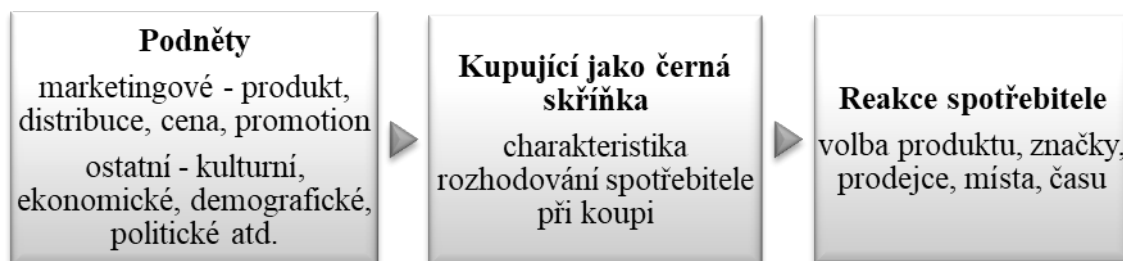 Podněty
marketingové - produkt,
distribuce, cena, promotion
ostatní - kulturní,
ekonomické, demografické,
politické atd.
Kupující jako černá
skříňka
charakteristika
rozhodování spotřebitele
při koupi
Reakce spotřebitele
volba produktu, značky,
prodejce, místa, času